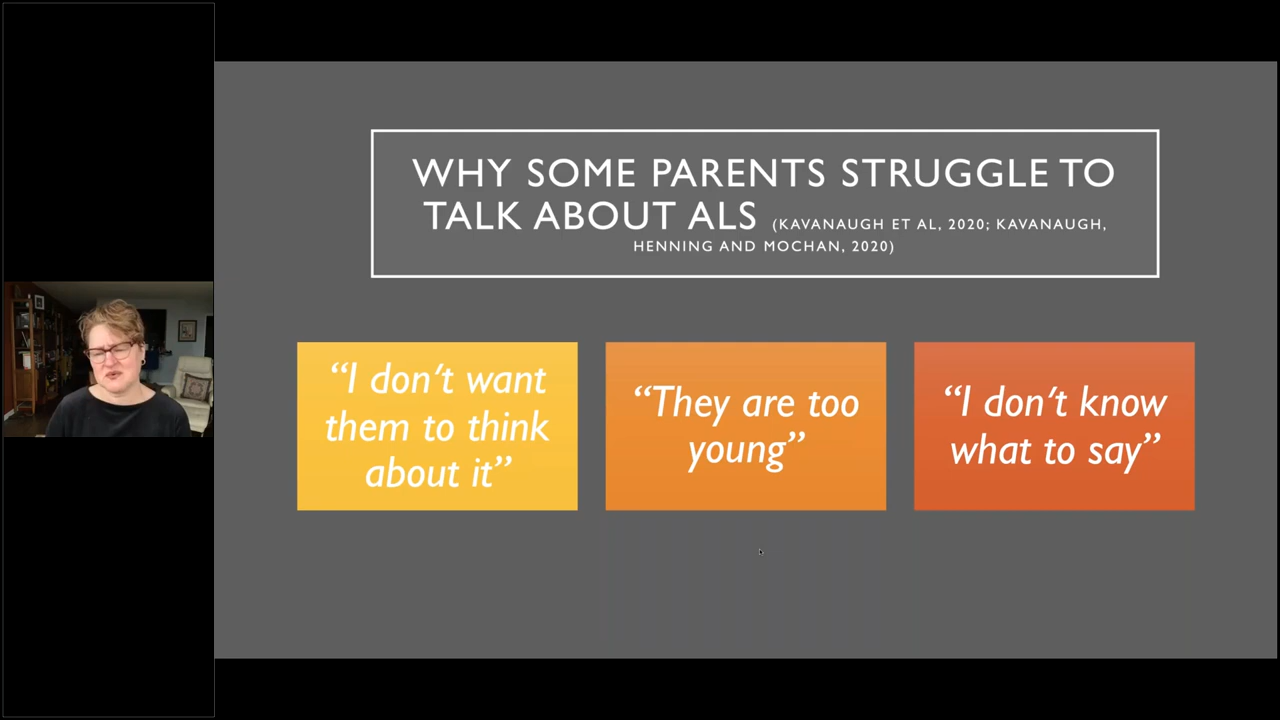 WHY SOME PARENTS STRUGGLE TO
TALK ABOUT ALS (KAVANAUGH ET AL, 2020; KAVANAUGH,
HENNING AND MOCHAN, 2020)
“I don’t want
them to think
about it”
“They are too
young”
“I don’t know
what to say”